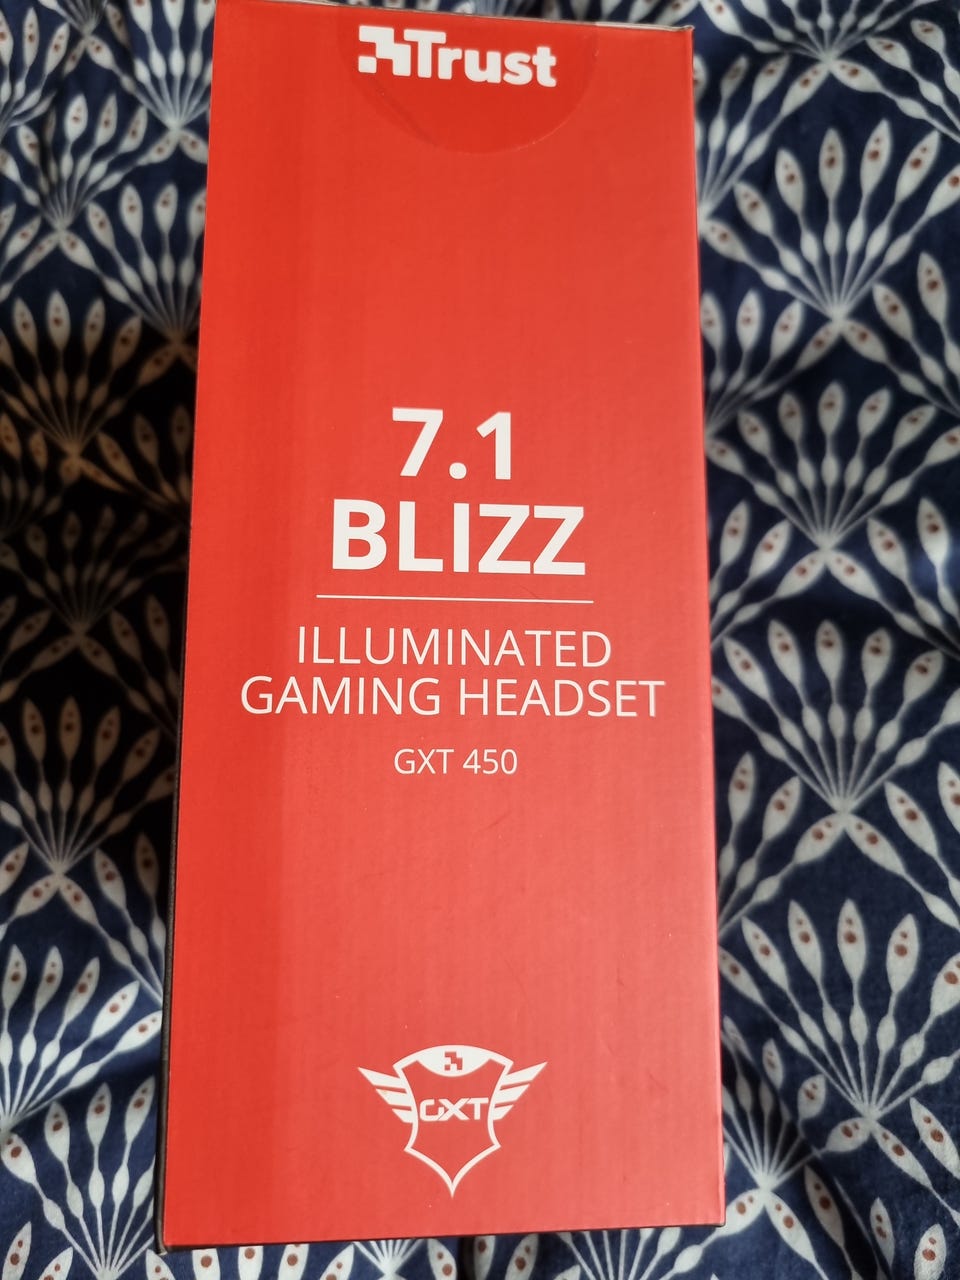 Trust
7.1
BLIZZ
ILLUMINATED
GAMING HEADSET
GXT 450
GXT